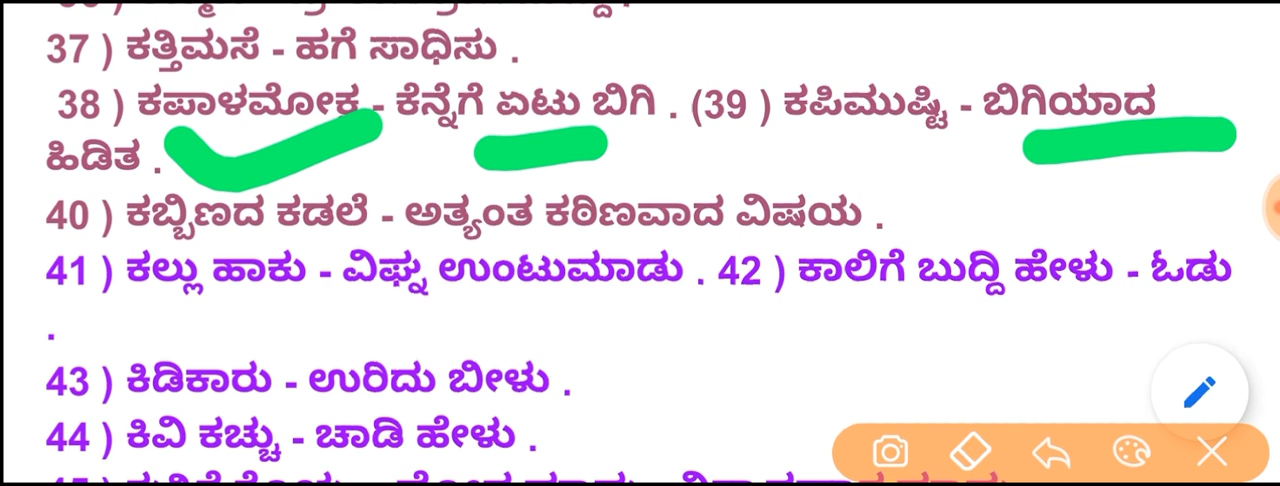 37 ) ಕತ್ತಿಮಸೆ - ಹಗೆ ಸಾಧಿಸು .
38 ) ಕಪಾಳಮೋಕ್ಷ - ಕೆನ್ನೆಗೆ ಏಟು ಬಿಗಿ . (39 ) ಕಪಿಮುಷ್ಟಿ - ಬಿಗಿಯಾದ
ಹಿಡಿತ .
40 ) ಕಬ್ಬಿಣದ ಕಡಲೆ - ಅತ್ಯಂತ ಕಠಿಣವಾದ ವಿಷಯ .
41 ) ಕಲ್ಲು ಹಾಕು - ವಿಘ್ನ ಉಂಟುಮಾಡು . 42 ) ಕಾಲಿಗೆ ಬುದ್ದಿ ಹೇಳು - ಓಡು
.
43 ) ಕಿಡಿಕಾರು - ಉರಿದು ಬೀಳು .
44 ) ಕಿವಿ ಕಚ್ಚು - ಚಾಡಿ ಹೇಳು .